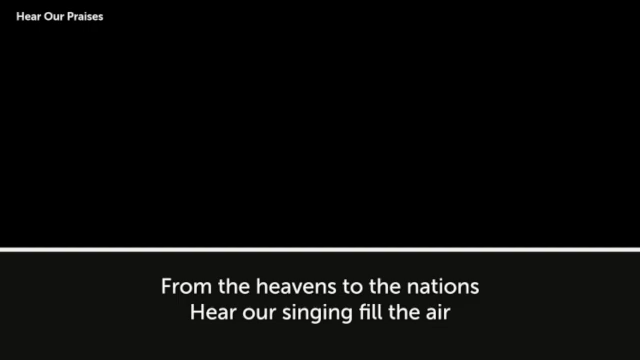 Hear Our Praises
From the heavens to the nations
Hear our singing fill the air